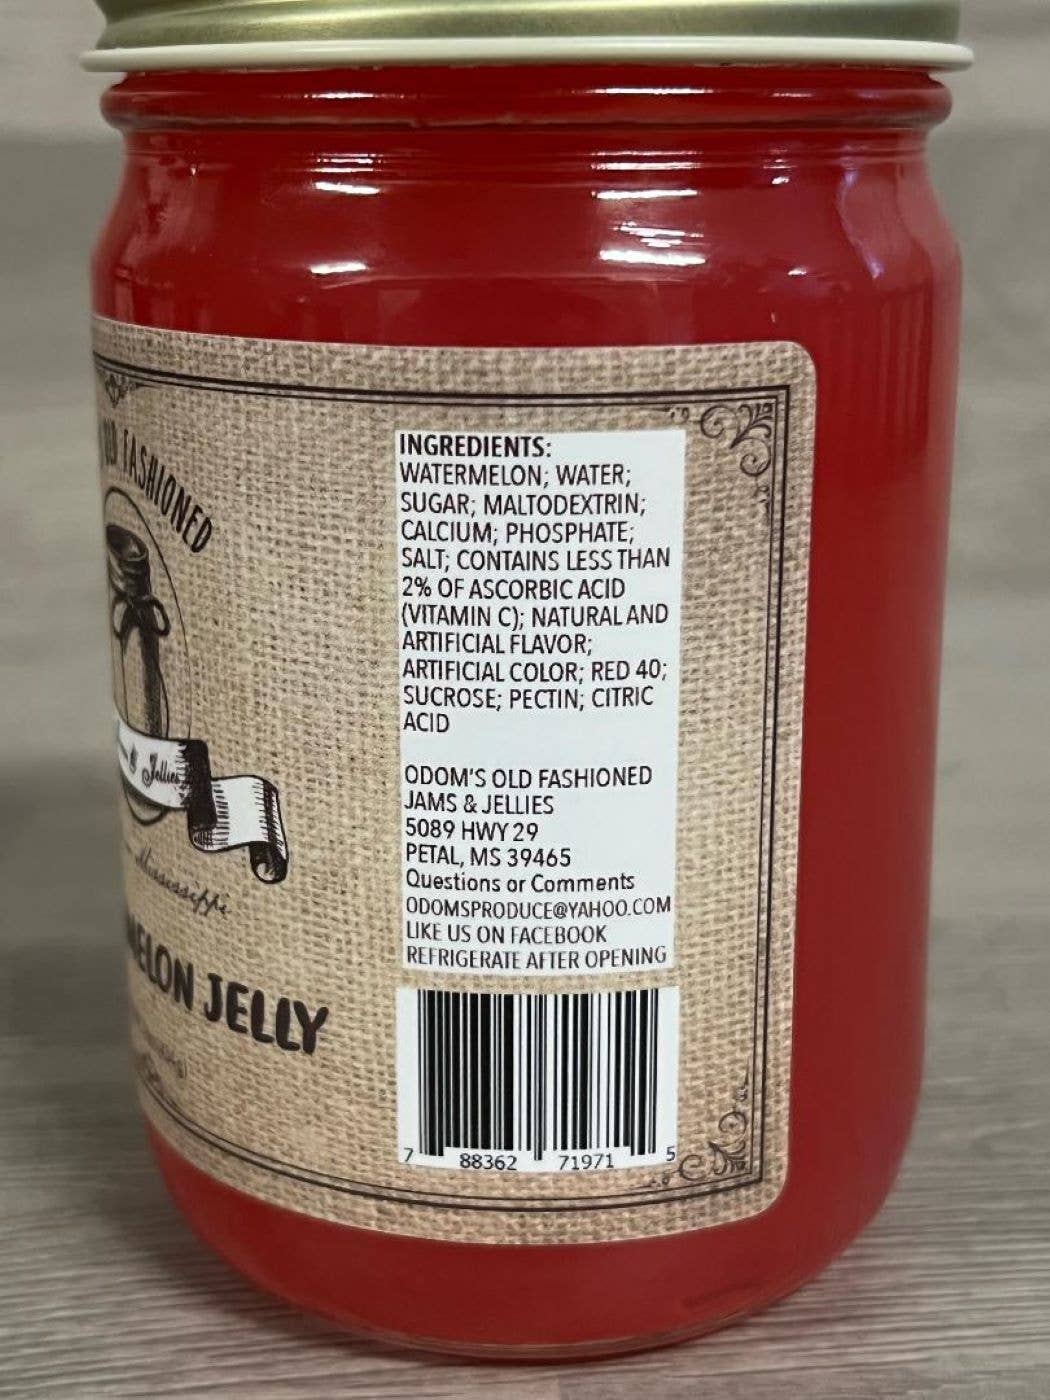 OLD FASHIONED
& Jellies
Mississippi
MELON JELLY
INGREDIENTS:
WATERMELON; WATER;
SUGAR; MALTODEXTRIN;
CALCIUM; PHOSPHATE;
SALT; CONTAINS LESS THAN
2% OF ASCORBIC ACID
(VITAMIN C); NATURAL AND
ARTIFICIAL FLAVOR;
ARTIFICIAL COLOR; RED 40;
SUCROSE; PECTIN; CITRIC
ACID
ODOM'S OLD FASHIONED
JAMS & JELLIES
5089 HWY 29
PETAL, MS 39465
Questions or Comments
ODOMSPRODUCE@YAHOO.COM
LIKE US ON FACEBOOK
REFRIGERATE AFTER OPENING
7 88362 71971 5